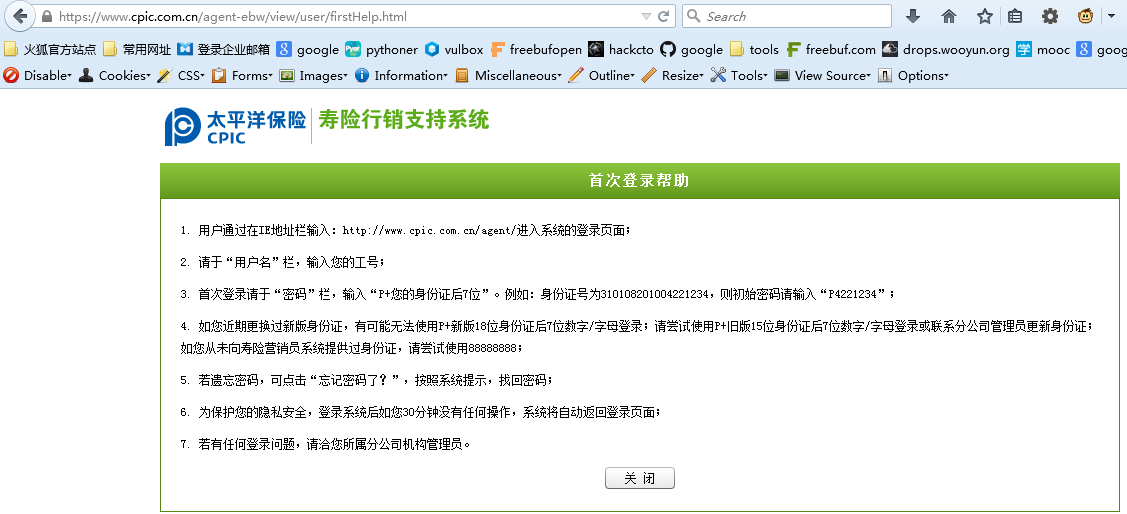 https://www.cpic.com.cn/agent-ebw/view/user/firstHelp.html
Search
火狐官方站点 常用网址 登录企业邮箱 google pythoner vulbox freebufopen hackcto google tools freebuf.com drops.wooyun.org mooc goog
Disable Cookies CSS Forms Images Information Miscellaneous Outline Resize Tools View Source Options
太平洋保险 寿险行销支持系统
CPIC
首次登录帮助
1. 用户通过在IE地址栏输入：http://www.cpic.com.cn/agent/进入系统的登录页面；
2. 请于“用户名”栏，输入您的工号；
3. 首次登录请于“密码”栏，输入“P+您的身份证后7位”。例如：身份证号为310108201004221234，则初始密码请输入“P4221234”；
4. 如您近期更换过新版身份证，有可能无法使用P+新版18位身份证后7位数字/字母登录；请尝试使用P+旧版15位身份证后7位数字/字母登录或联系分公司管理员更新身份证；
如您从未向寿险营销员系统提供过身份证，请尝试使用88888888；
5. 若遗忘密码，可点击“忘记密码了？”，按照系统提示，找回密码；
6. 为保护您的隐私安全，登录系统后如您30分钟没有任何操作，系统将自动返回登录页面；
7. 若有任何登录问题，请洽您所属分公司机构管理员。
关 闭